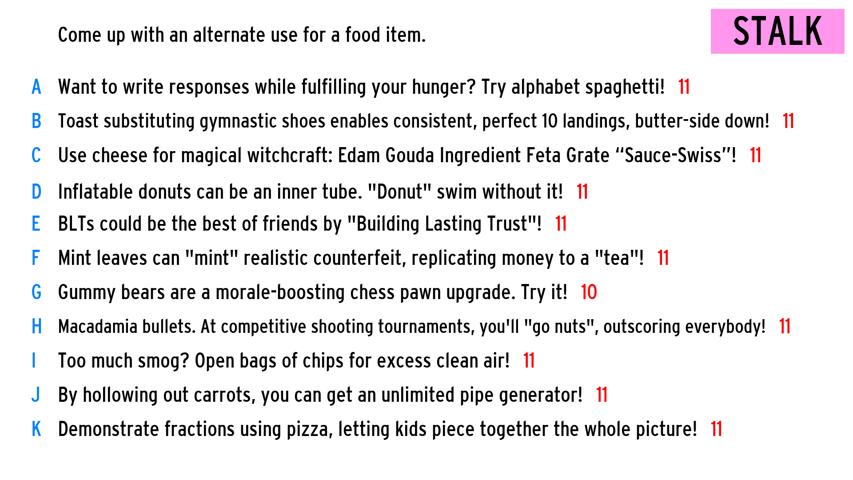 Come up with an alternate use for a food item.
STALK
A Want to write responses while fulfilling your hunger? Try alphabet spaghetti! 11
B Toast substituting gymnastic shoes enables consistent, perfect 10 landings, butter-side down! 11
C Use cheese for magical witchcraft: Edam Gouda Ingredient Feta Grate “Sauce-Swiss”! 11
D Inflatable donuts can be an inner tube. "Donut" swim without it! 11
E BLTs could be the best of friends by "Building Lasting Trust"! 11
F Mint leaves can "mint" realistic counterfeit, replicating money to a "tea"! 11
G Gummy bears are a morale-boosting chess pawn upgrade. Try it! 10
H Macadamia bullets. At competitive shooting tournaments, you'll "go nuts", outscoring everybody! 11
I Too much smog? Open bags of chips for excess clean air! 11
J By hollowing out carrots, you can get an unlimited pipe generator! 11
K Demonstrate fractions using pizza, letting kids piece together the whole picture! 11